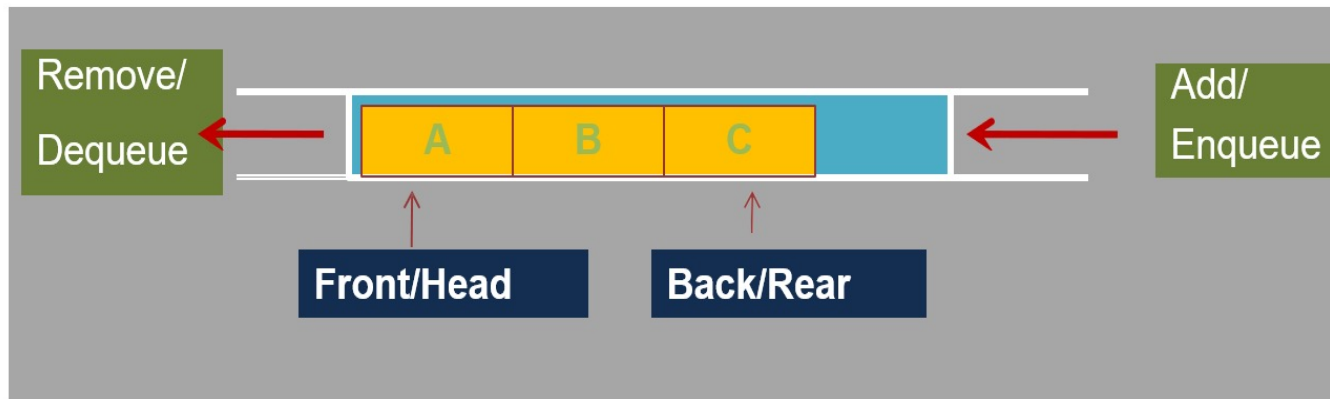 Remove/
Dequeue
A B C
Add/
Enqueue
Front/Head
Back/Rear